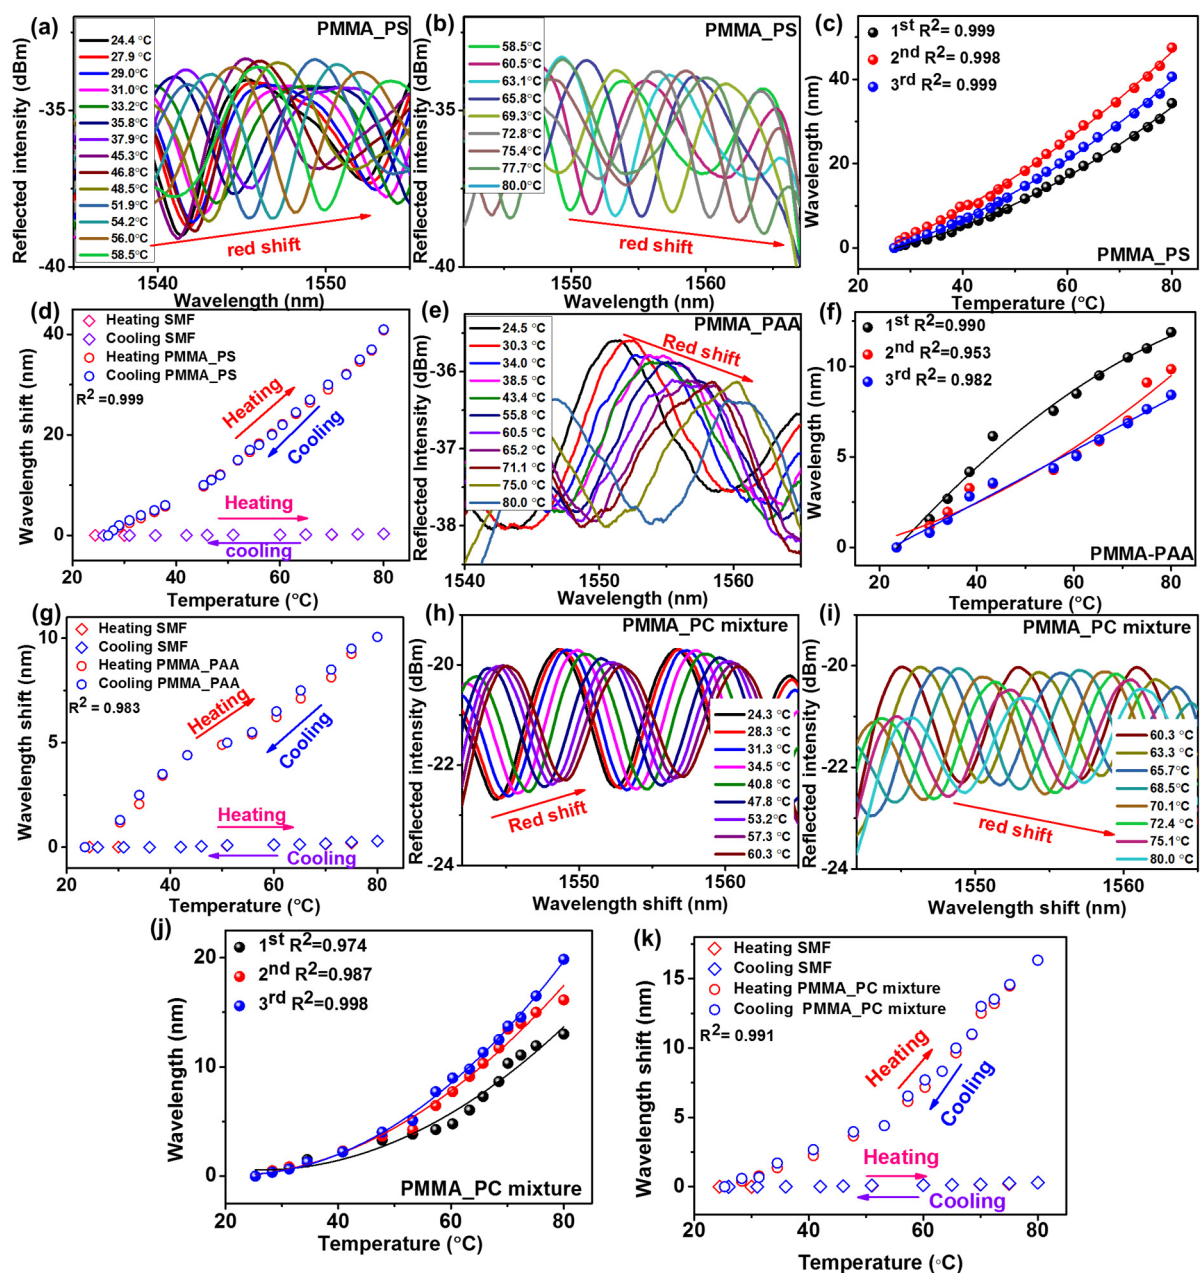 (a)
PMMA_PS
24.4 °C
27.9 °C
29.0°C
31.0°C
33.2°C
35.8°C
37.9°C
45.3°C
46.8°C
48.5°C
51.9°C
54.2°C
56.0°C
58.5°C
red shift
-35
-40
1540
1550
Reflected intensity (dBm)
Wavelength (nm)
(b)
PMMA_PS
58.5°C
60.5°C
63.1°C
65.8°C
69.3°C
72.8°C
75.4°C
77.7°C
80.0°C
red shift
-35
-40
1550
1560
Reflected intensity (dBm)
Wavelength (nm)
(c)
1st R2= 0.999
2nd R2= 0.998
3rd R2= 0.999
PMMA_PS
40
20
0
20
40
60
80
Wavelength (nm)
Temperature (°C)
(d)
Heating SMF
Cooling SMF
Heating PMMA_PS
Cooling PMMA_PS
R2 =0.999
Heating
Cooling
Heating
cooling
40
20
0
20
40
60
80
Wavelength shift (nm)
Temperature (°C)
(e)
PMMA_PAA
24.5 °C
30.3 °C
34.0 °C
38.5 °C
43.4 °C
55.8 °C
60.5 °C
65.2 °C
71.1 °C
75.0 °C
80.0 °C
Red shift
-36
-37
-38
1540
1550
1560
Reflected Intensity (dBm)
Wavelength (nm)
(f)
1st R2=0.990
2nd R2=0.953
3rd R2= 0.982
PMMA-PAA
10
5
0
20
40
60
80
Wavelength (nm)
Temperature (°C)
(g)
Heating SMF
Cooling SMF
Heating PMMA_PAA
Cooling PMMA_PAA
R2 = 0.983
Heating
Cooling
Heating
Cooling
10
5
0
20
40
60
80
Wavelength shift (nm)
Temperature (°C)
(h)
PMMA_PC mixture
24.3 °C
28.3 °C
31.3°C
34.5°C
40.8°C
47.8°C
53.2°C
57.3°C
60.3°C
Red shift
-20
-22
-24
1550
1560
Reflected intensity (dBm)
Wavelength shift (nm)
(i)
PMMA_PC mixture
60.3 °C
63.3 °C
65.7°C
68.5°C
70.1°C
72.4°C
75.1°C
80.0°C
red shift
-20
-22
-24
1550
1560
Reflected intensity (dBm)
Wavelength shift (nm)
(j)
1st R2=0.974
2nd R2=0.987
3rd R2=0.998
PMMA_PC mixture
20
10
0
20
40
60
80
Wavelength (nm)
Temperature (°C)
(k)
Heating SMF
Cooling SMF
Heating PMMA_PC mixture
Cooling PMMA_PC mixture
R2= 0.991
Heating
Cooling
Heating
Cooling
15.0
12.5
10.0
7.5
5.0
2.5
0.0
20
40
60
80
Wavelength shift (nm)
Temperature (°C)